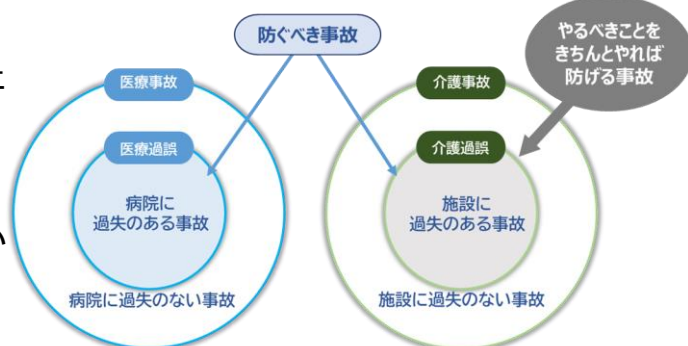 防ぐべき事故
やるべきことを
きちんとやれば
防げる事故
医療事故
医療過誤
病院に
過失のある事故
病院に過失のない事故
介護事故
介護過誤
施設に
過失のある事故
施設に過失のない事故